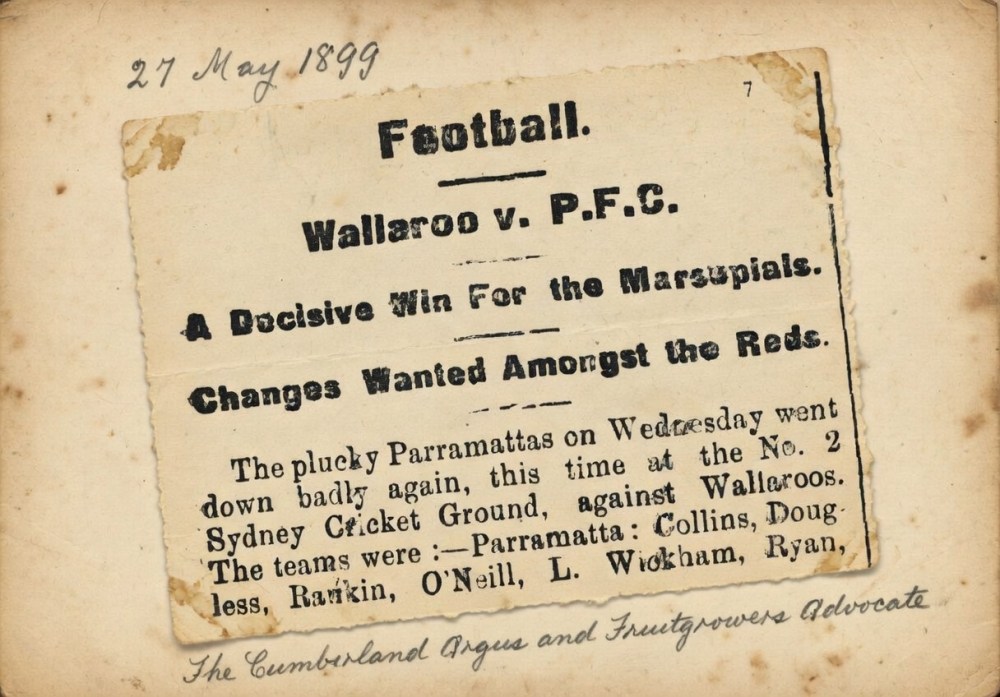 27 May 1899
7
Football.
Wallaroo v. P.F.C.
A Decisive Win For the Marsupials.
Changes Wanted Amongst the Reds.
The plucky Parramattas on Wednesday went
down badly again, this time at the No. 2
Sydney Cricket Ground, against Wallaroos.
The teams were :—Parramatta : Collins, Doug-
less, Rankin, O'Neill, L. Wickham, Ryan,
The Cumberland Argus and Fruitgrowers Advocate